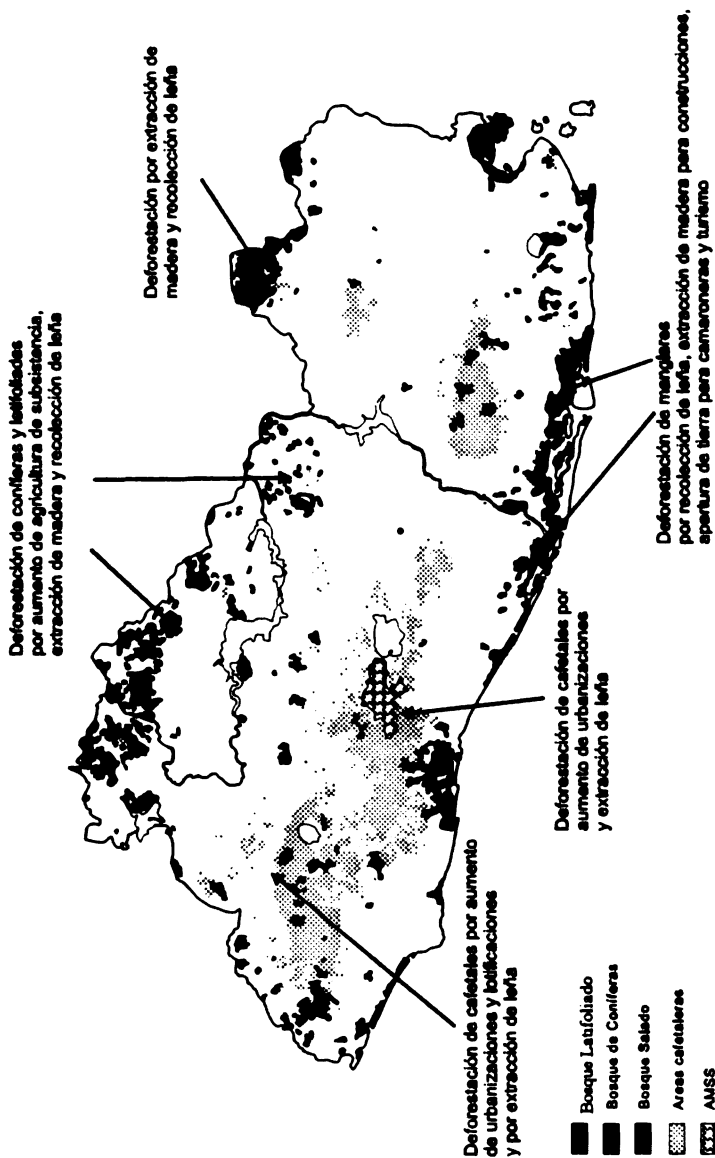 Deforestación de coníferas y latifoliadas
por aumento de agricultura de subsistencia,
extracción de madera y recolección de leña
Deforestación por extracción de
madera y recolección de leña
Deforestación de cafetales por aumento
de urbanizaciones y lotificaciones
y por extracción de leña
Deforestación de cafetales por
aumento de urbanizaciones
y extracción de leña
Deforestación de manglares
por recolección de leña, extracción de madera para construcciones,
apertura de tierra para camaroneras y turismo
Bosque Latifoliado
Bosque de Coníferas
Bosque Salado
Areas cafetaleras
AMSS